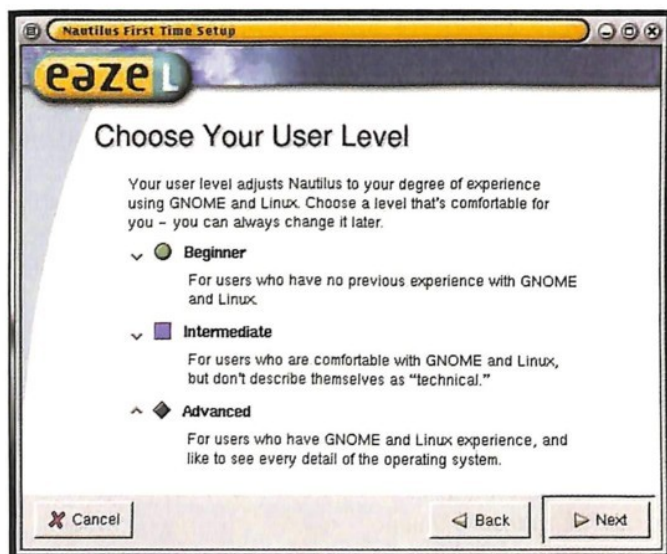 Nautilus First Time Setup
eazel
Choose Your User Level
Your user level adjusts Nautilus to your degree of experience
using GNOME and Linux. Choose a level that's comfortable for
you – you can always change it later.
Beginner
For users who have no previous experience with GNOME
and Linux.
Intermediate
For users who are comfortable with GNOME and Linux,
but don't describe themselves as "technical."
Advanced
For users who have GNOME and Linux experience, and
like to see every detail of the operating system.
Cancel
Back
Next